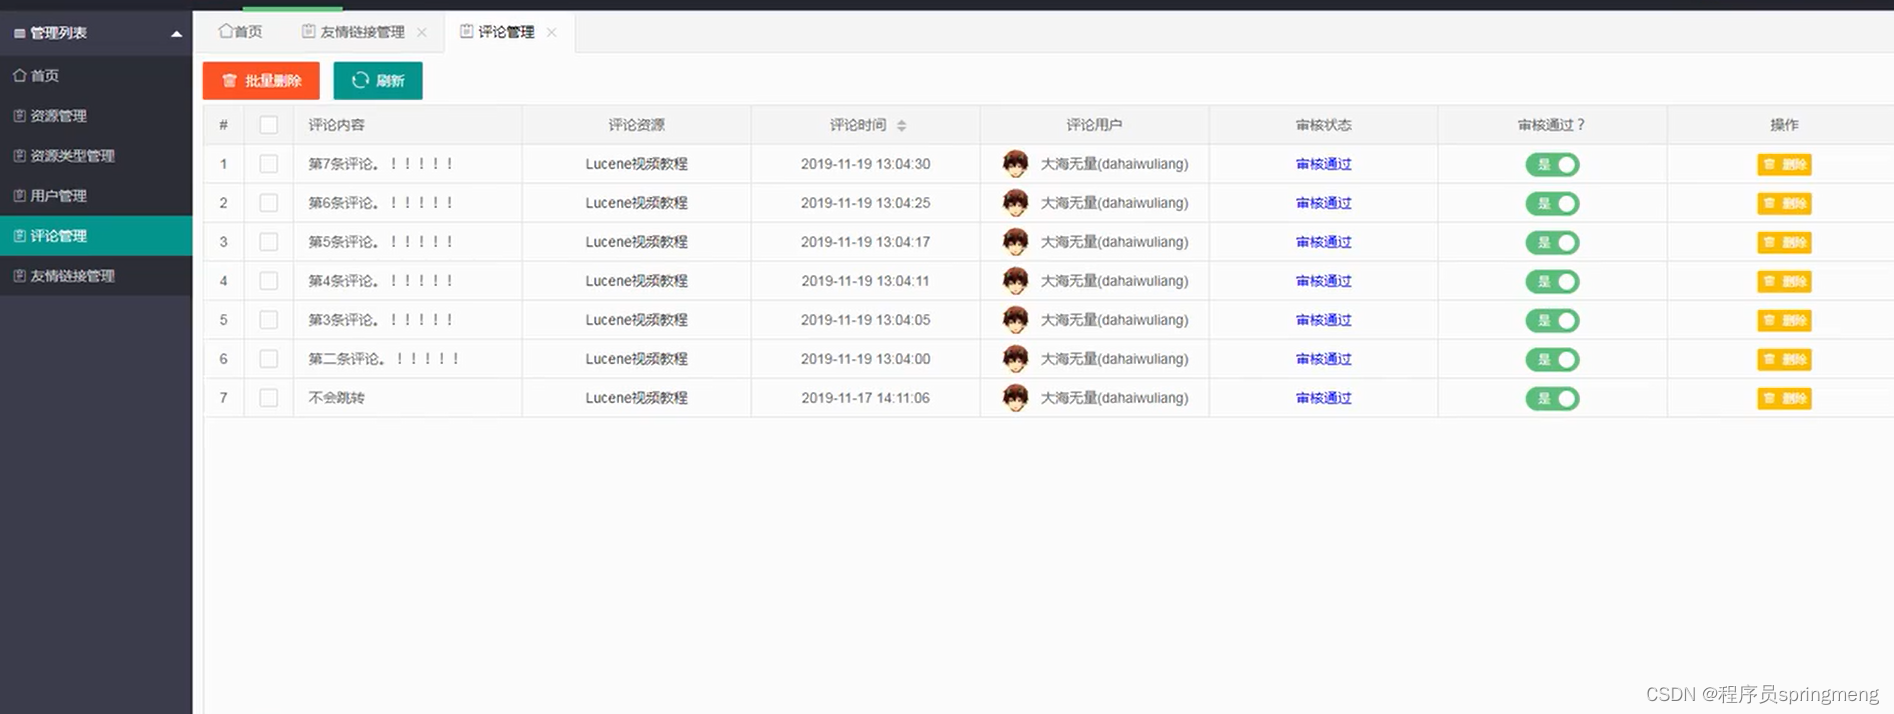 管理列表
首页
资源管理
资源类型管理
用户管理
评论管理
友情链接管理
首页 友情链接管理 评论管理
批量删除 刷新
# 评论内容 评论资源 评论时间 评论用户 审核状态 审核通过？ 操作
1 第7条评论。！！！！！ Lucene视频教程 2019-11-19 13:04:30 大海无量(dahaiwuliang) 审核通过 是 删除
2 第6条评论。！！！！！ Lucene视频教程 2019-11-19 13:04:25 大海无量(dahaiwuliang) 审核通过 是 删除
3 第5条评论。！！！！！ Lucene视频教程 2019-11-19 13:04:17 大海无量(dahaiwuliang) 审核通过 是 删除
4 第4条评论。！！！！！ Lucene视频教程 2019-11-19 13:04:11 大海无量(dahaiwuliang) 审核通过 是 删除
5 第3条评论。！！！！！ Lucene视频教程 2019-11-19 13:04:05 大海无量(dahaiwuliang) 审核通过 是 删除
6 第二条评论。！！！！！ Lucene视频教程 2019-11-19 13:04:00 大海无量(dahaiwuliang) 审核通过 是 删除
7 不会跳转 Lucene视频教程 2019-11-17 14:11:06 大海无量(dahaiwuliang) 审核通过 是 删除
CSDN @程序员springmeng